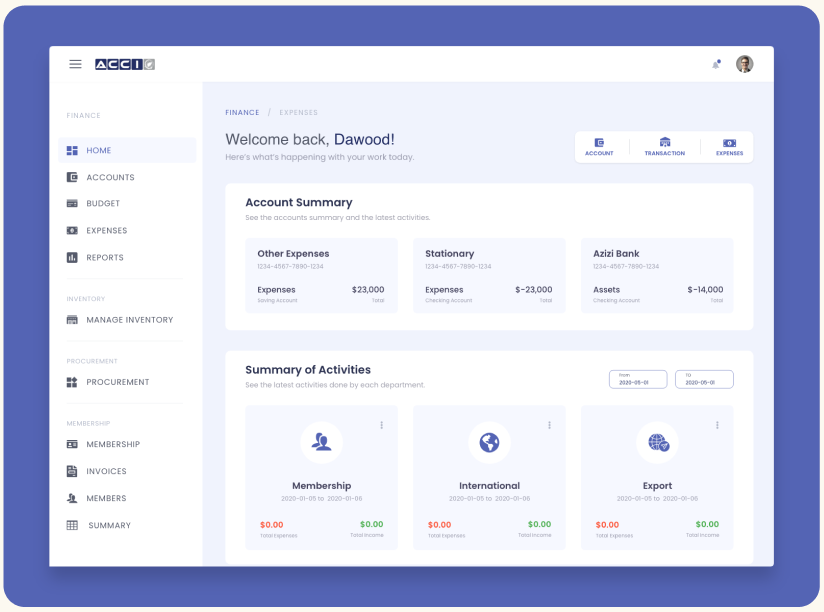 ACCI
FINANCE
HOME
ACCOUNTS
BUDGET
EXPENSES
REPORTS
INVENTORY
MANAGE INVENTORY
PROCUREMENT
PROCUREMENT
MEMBERSHIP
MEMBERSHIP
INVOICES
MEMBERS
SUMMARY
FINANCE / EXPENSES
Welcome back, Dawood!
Here's what's happening with your work today.
ACCOUNT TRANSACTION EXPENSES
Account Summary
See the accounts summary and the latest activities.
Other Expenses
1234-4567-7890-1234
Expenses $23,000
Saving Account Total
Stationary
1234-4567-7890-1234
Expenses $-23,000
Checking Account Total
Azizi Bank
1234-4567-7890-1234
Assets $-14,000
Checking Account Total
Summary of Activities
See the latest activities done by each department.
From
2020-05-01
TO
2020-05-01
Membership
2020-01-05 to 2020-01-06
$0.00 $0.00
Total Expenses Total Income
International
2020-01-05 to 2020-01-06
$0.00 $0.00
Total Expenses Total Income
Export
2020-01-05 to 2020-01-06
$0.00 $0.00
Total Expenses Total Income